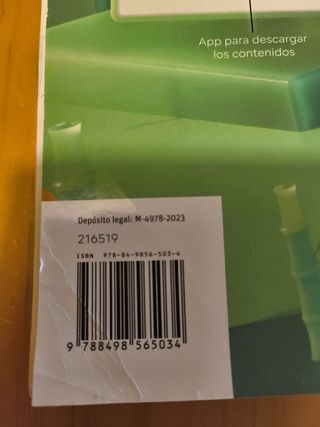 App para descargar
los contenidos
Depósito legal: M-4978-2023
216519
ISBN 978-84-9856-503-4
9 788498 565034